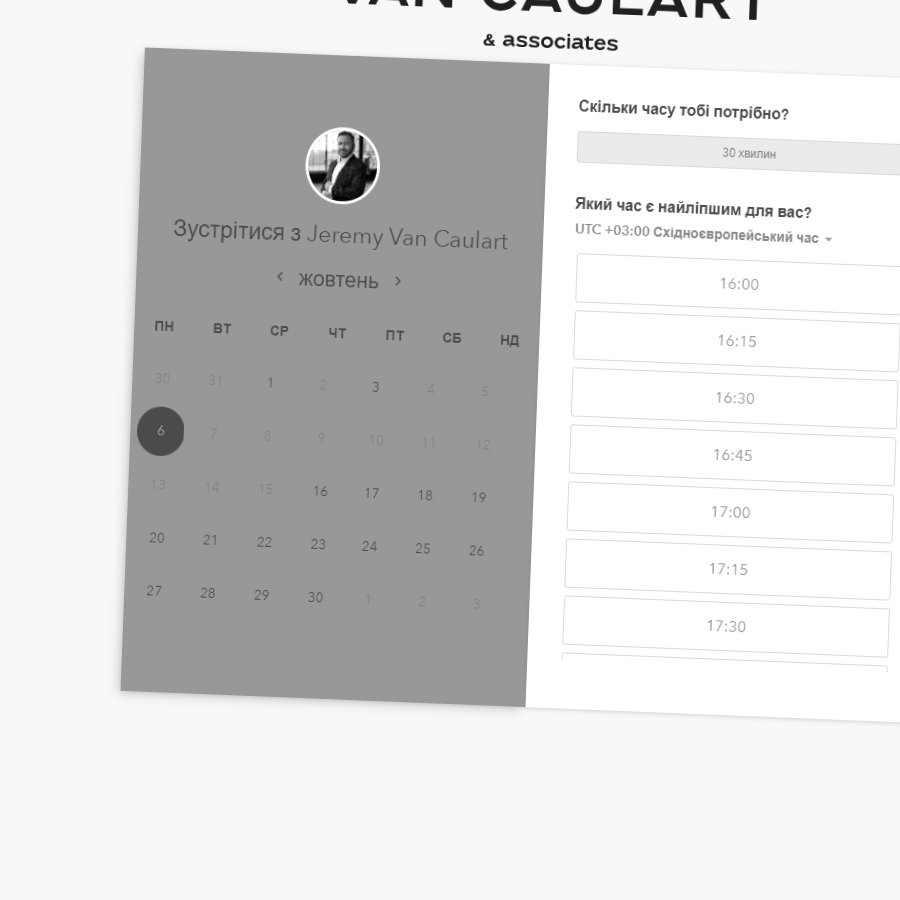 VAN CAULART
& associates
Зустрітися з Jeremy Van Caulart
жовтень
ПН ВТ СР ЧТ ПТ СБ НД
30 31 1 2 3 4 5
6 7 8 9 10 11 12
13 14 15 16 17 18 19
20 21 22 23 24 25 26
27 28 29 30 1 2 3
Скільки часу тобі потрібно?
30 хвилин
Який час є найліпшим для вас?
UTC +03:00 Східноєвропейський час
16:00
16:15
16:30
16:45
17:00
17:15
17:30